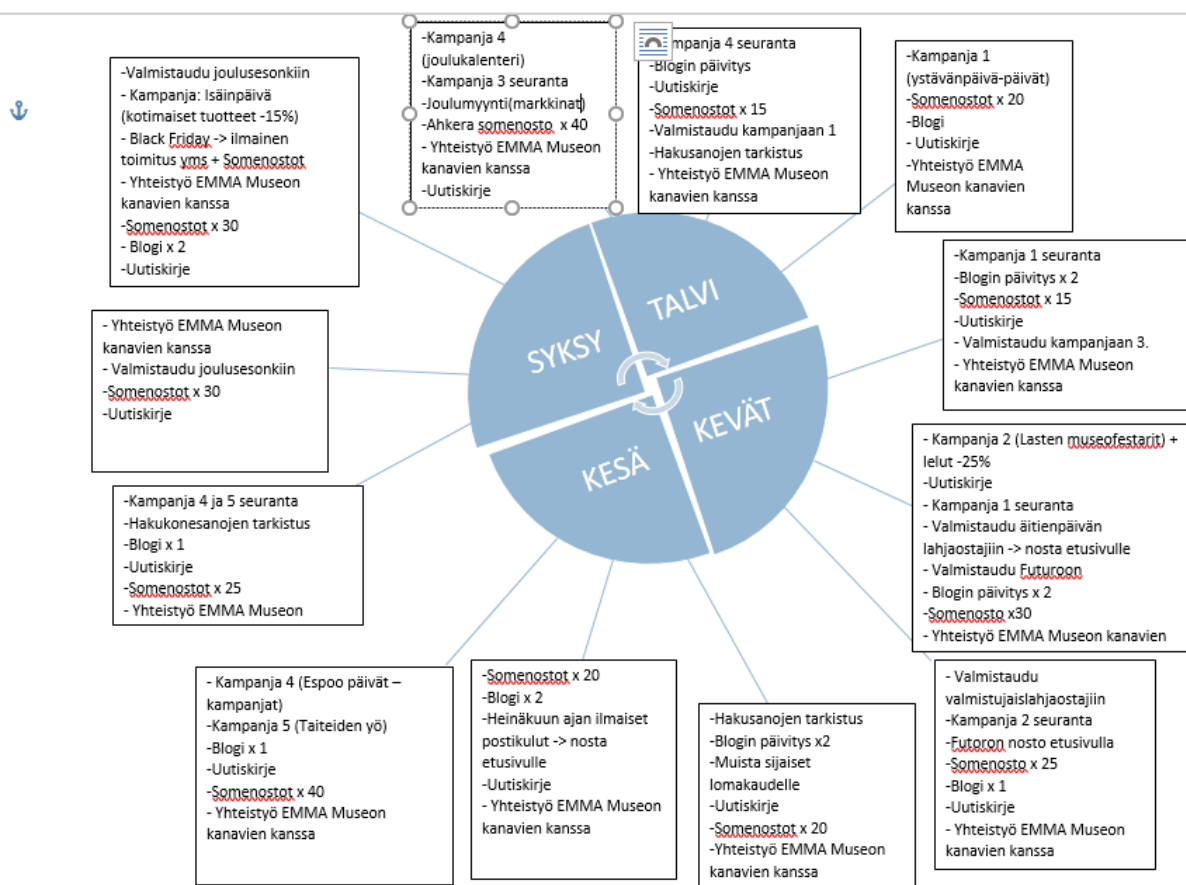 -Valmistaudu joulusesonkiin
- Kampanja: Isäinpäivä
(kotimaiset tuotteet -15%)
- Black Friday -> ilmainen
toimitus yms + Somenostot
- Yhteistyö EMMA Museon
kanavien kanssa
-Somenostot x 30
- Blogi x 2
-Uutiskirje
-Kampanja 4
(joulukalenteri)
-Kampanja 3 seuranta
-Joulumyynti(markkinat)
-Ahkera somenosto x 40
- Yhteistyö EMMA Museon
kanavien kanssa
-Uutiskirje
mpanja 4 seuranta
-Blogin päivitys
-Uutiskirje
-Somenostot x 15
-Valmistaudu kampanjaan 1
-Hakusanojen tarkistus
- Yhteistyö EMMA Museon
kanavien kanssa
-Kampanja 1
(ystävänpäivä-päivät)
-Somenostot x 20
-Blogi
- Uutiskirje
-Yhteistyö EMMA
Museon kanavien
kanssa
-Kampanja 1 seuranta
-Blogin päivitys x 2
-Somenostot x 15
-Uutiskirje
- Valmistaudu kampanjaan 3.
- Yhteistyö EMMA Museon
kanavien kanssa
TALVI
SYKSY
KEVÄT
KESÄ
- Yhteistyö EMMA Museon
kanavien kanssa
- Valmistaudu joulusesonkiin
-Somenostot x 30
-Uutiskirje
- Kampanja 2 (Lasten museofestarit) +
lelut -25%
-Uutiskirje
- Kampanja 1 seuranta
- Valmistaudu äitienpäivän
lahjaostajiin -> nosta etusivulle
- Valmistaudu Futuroon
- Blogin päivitys x 2
-Somenosto x30
- Yhteistyö EMMA Museon kanavien
-Kampanja 4 ja 5 seuranta
-Hakukonesanojen tarkistus
-Blogi x 1
-Uutiskirje
-Somenostot x 25
- Yhteistyö EMMA Museon
- Kampanja 4 (Espoo päivät –
kampanjat)
-Kampanja 5 (Taiteiden yö)
-Blogi x 1
-Uutiskirje
-Somenostot x 40
- Yhteistyö EMMA Museon
kanavien kanssa
-Somenostot x 20
-Blogi x 2
-Heinäkuun ajan ilmaiset
postikulut -> nosta
etusivulle
-Uutiskirje
- Yhteistyö EMMA Museon
kanavien kanssa
-Hakusanojen tarkistus
-Blogin päivitys x2
-Muista sijaiset
lomakaudelle
-Uutiskirje
-Somenostot x 20
-Yhteistyö EMMA Museon
kanavien kanssa
- Valmistaudu
valmistujaislahjaostajiin
-Kampanja 2 seuranta
-Futoron nosto etusivulla
-Somenosto x 25
-Blogi x 1
-Uutiskirje
- Yhteistyö EMMA Museon
kanavien kanssa